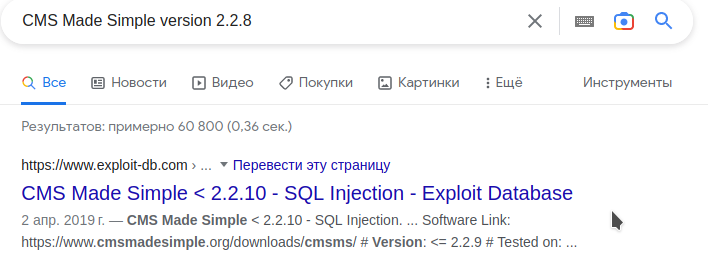 CMS Made Simple version 2.2.8
Все Новости Видео Покупки Картинки Ещё Инструменты
Результатов: примерно 60 800 (0,36 сек.)
https://www.exploit-db.com › ... Перевести эту страницу
CMS Made Simple < 2.2.10 - SQL Injection - Exploit Database
2 апр. 2019 г. — CMS Made Simple < 2.2.10 - SQL Injection. ... Software Link:
https://www.cmsmadesimple.org/downloads/cmsms/ # Version: <= 2.2.9 # Tested on: ...